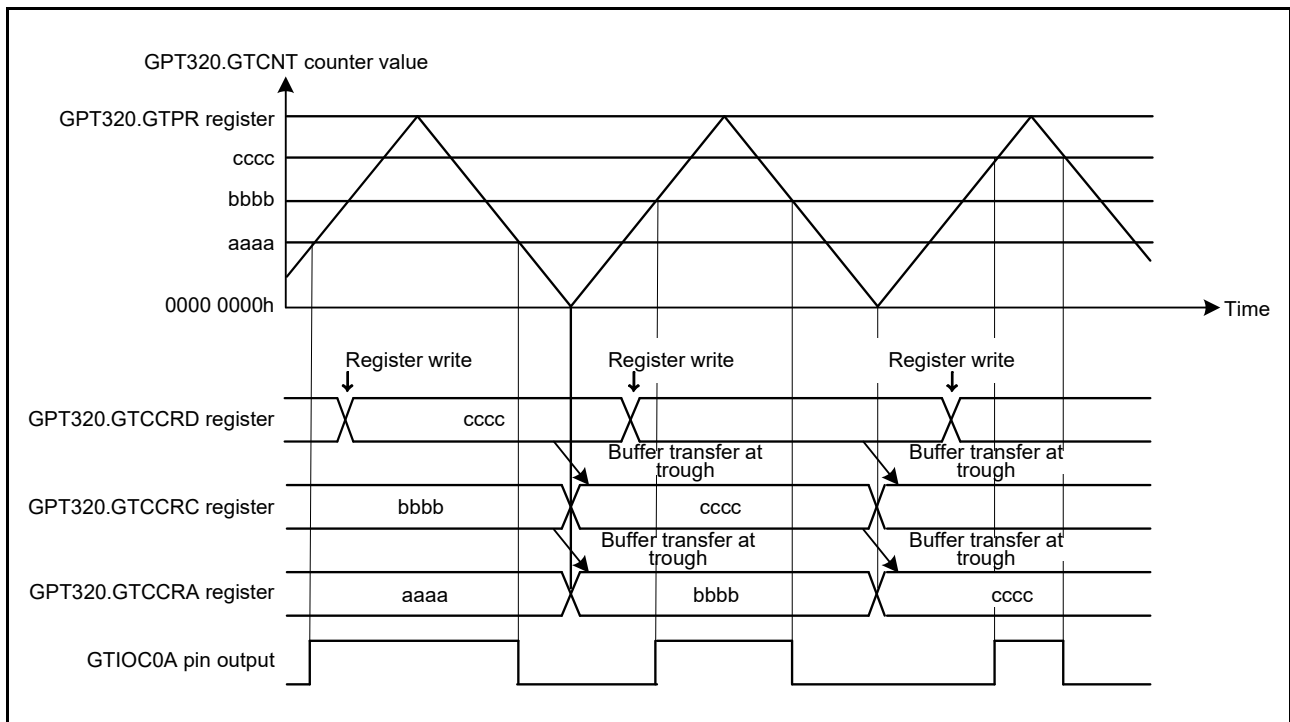 GPT320.GTCNT counter value
GPT320.GTPR register
cccc
bbbb
aaaa
0000 0000h
Time
Register write
Register write
Register write
GPT320.GTCCRD register
cccc
Buffer transfer at
trough
Buffer transfer at
trough
GPT320.GTCCRC register
bbbb
cccc
Buffer transfer at
trough
Buffer transfer at
trough
GPT320.GTCCRA register
aaaa
bbbb
cccc
GTIOC0A pin output